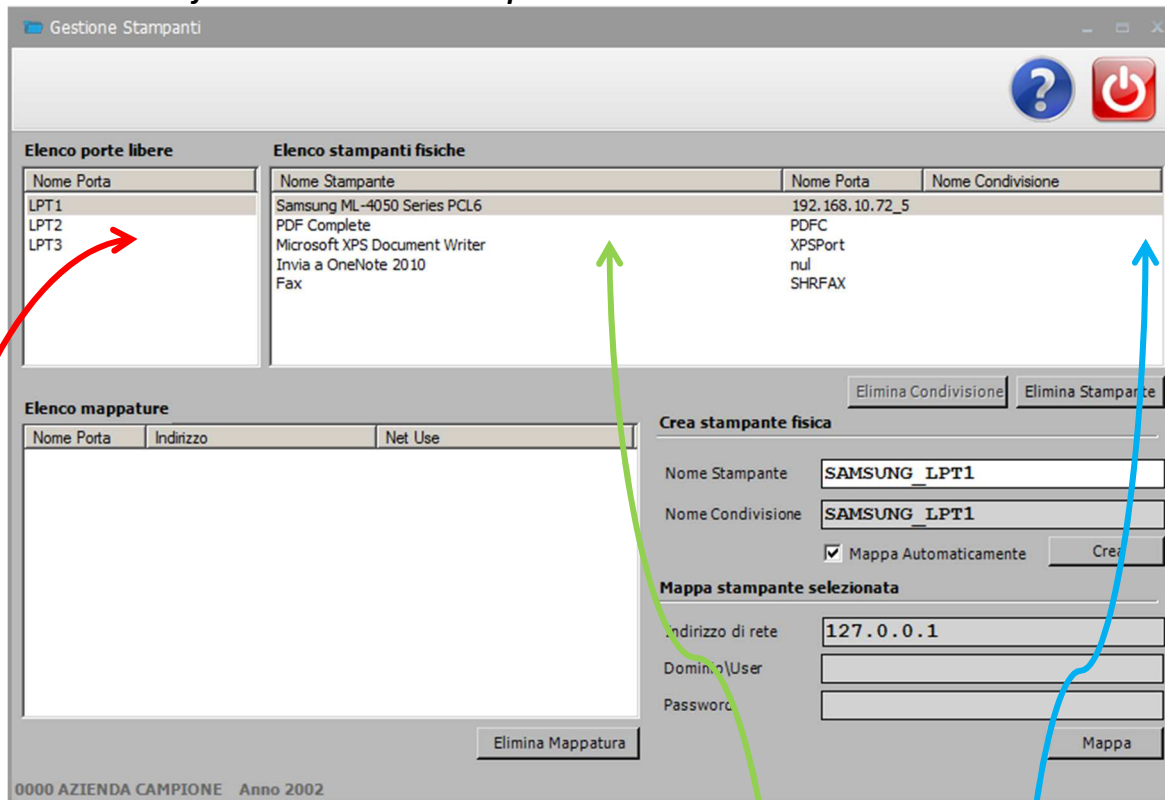 Gestione Stampanti
?
Elenco porte libere
Nome Porta
LPT1
LPT2
LPT3
Elenco stampanti fisiche
Nome Stampante Nome Porta Nome Condivisione
Samsung ML-4050 Series PCL6 192.168.10.72_5
PDF Complete PDFC
Microsoft XPS Document Writer XPSPort
Invia a OneNote 2010 nul
Fax SHRFAX
Elimina Condivisione Elimina Stampante
Elenco mappature
Nome Porta Indirizzo Net Use
Elimina Mappatura
Crea stampante fisica
Nome Stampante SAMSUNG_LPT1
Nome Condivisione SAMSUNG_LPT1
Mappa Automaticamente Crea
Mappa stampante selezionata
Indirizzo di rete 127.0.0.1
Dominio\User
Password
Mappa
0000 AZIENDA CAMPIONE Anno 2002